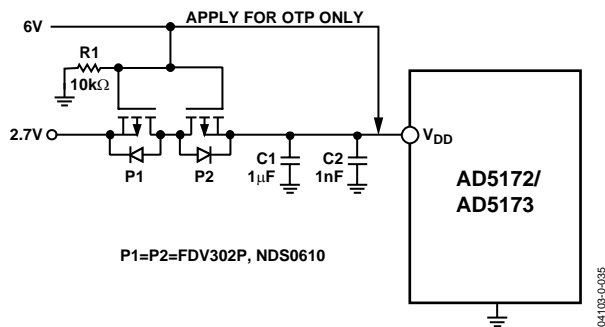 APPLY FOR OTP ONLY
6V
R1
10kΩ
2.7V
P1
P2
C1
1μF
C2
1nF
VDD
AD5172/
AD5173
P1=P2=FDV302P, NDS0610
04103-0-035